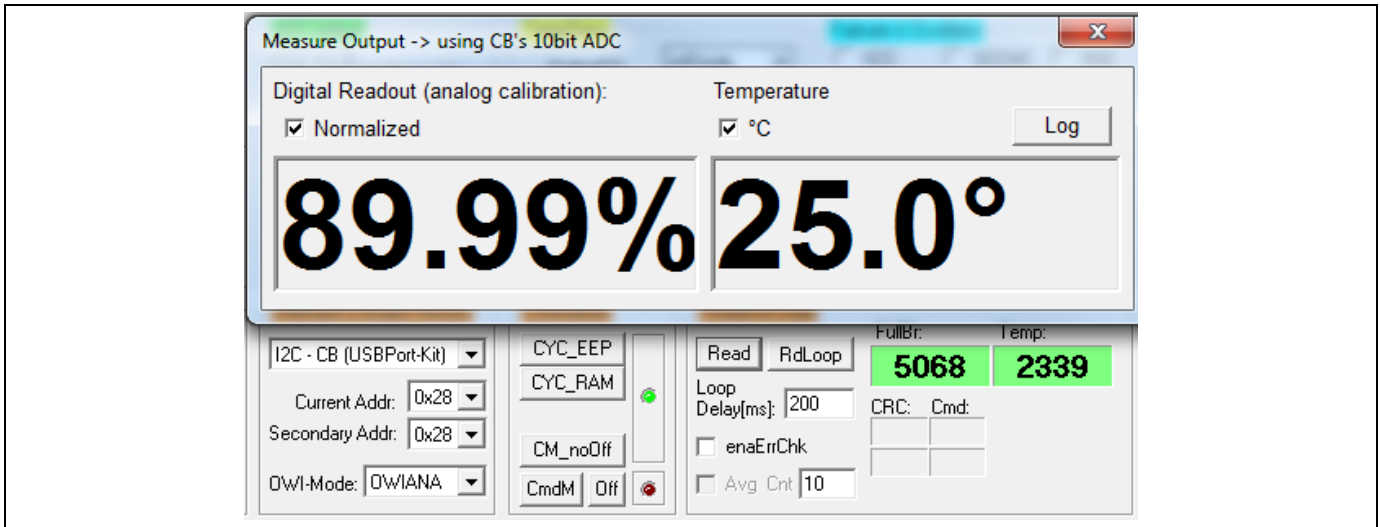 Measure Output -> using CB's 10bit ADC
x
Digital Readout (analog calibration):
Normalized
89.99%
Temperature
°C
Log
25.0°
I2C - CB (USBPort-Kit)
Current Addr: 0x28
Secondary Addr: 0x28
OWI-Mode: OWIANA
CYC_EEP
CYC_RAM
CM_noOff
CmdM Off
Read RdLoop
Loop
Delay[ms]: 200
enaErrChk
Avg Cnt 10
FullBr: Temp:
5068 2339
CRC: Cmd: